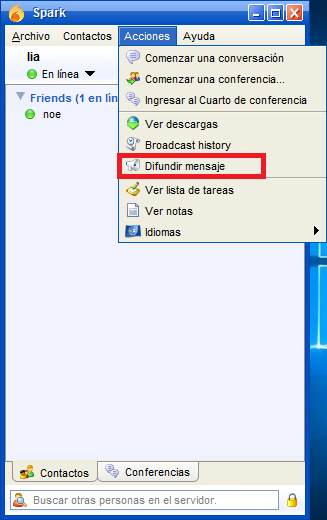 Spark
Archivo Contactos Acciones Ayuda
lia
En línea
Friends (1 en lín
noe
Comenzar una conversación
Comenzar una conferencia...
Ingresar al Cuarto de conferencia
Ver descargas
Broadcast history
Difundir mensaje
Ver lista de tareas
Ver notas
Idiomas
Contactos Conferencias
Buscar otras personas en el servidor.